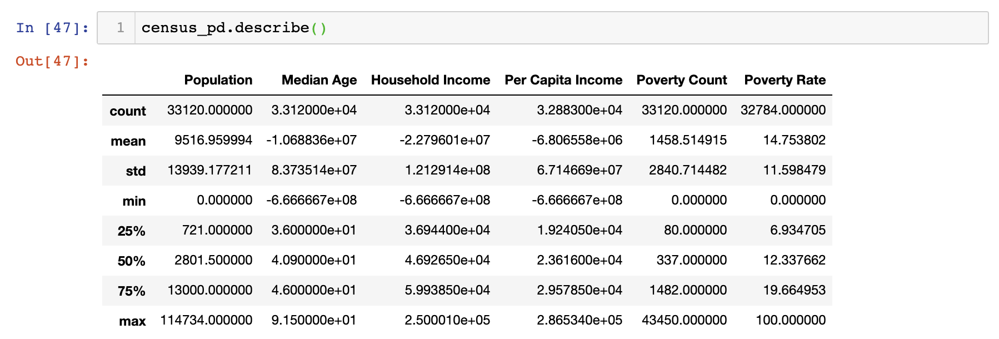 In [47]: 1 census_pd.describe()
Out[47]:
Population Median Age Household Income Per Capita Income Poverty Count Poverty Rate
count 33120.000000 3.312000e+04 3.312000e+04 3.288300e+04 33120.000000 32784.000000
mean 9516.959994 -1.068836e+07 -2.279601e+07 -6.806558e+06 1458.514915 14.753802
std 13939.177211 8.373514e+07 1.212914e+08 6.714669e+07 2840.714482 11.598479
min 0.000000 -6.666667e+08 -6.666667e+08 -6.666667e+08 0.000000 0.000000
25% 721.000000 3.600000e+01 3.694400e+04 1.924050e+04 80.000000 6.934705
50% 2801.500000 4.090000e+01 4.692650e+04 2.361600e+04 337.000000 12.337662
75% 13000.000000 4.600000e+01 5.993850e+04 2.957850e+04 1482.000000 19.664953
max 114734.000000 9.150000e+01 2.500010e+05 2.865340e+05 43450.000000 100.000000